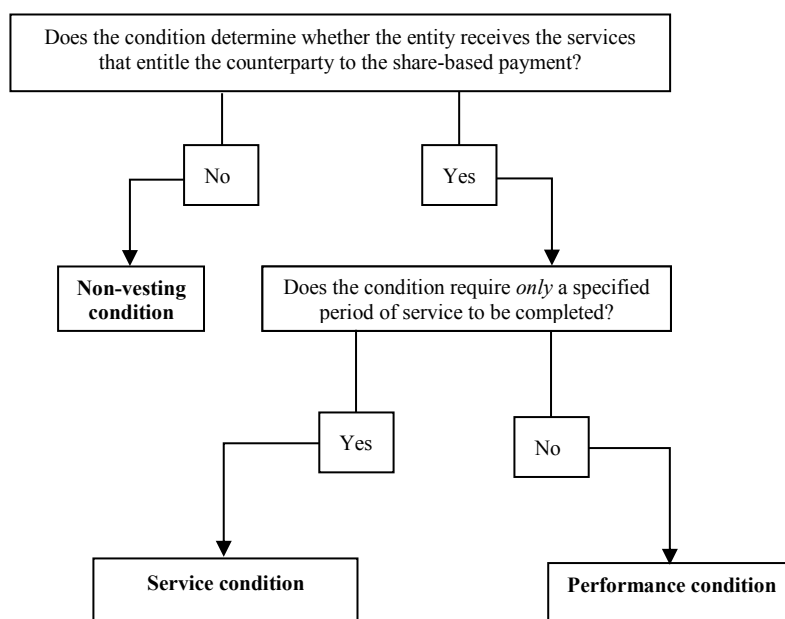 Does the condition determine whether the entity receives the services
that entitle the counterparty to the share-based payment?
No
Yes
Non-vesting
condition
Does the condition require only a specified
period of service to be completed?
Yes
No
Service condition
Performance condition